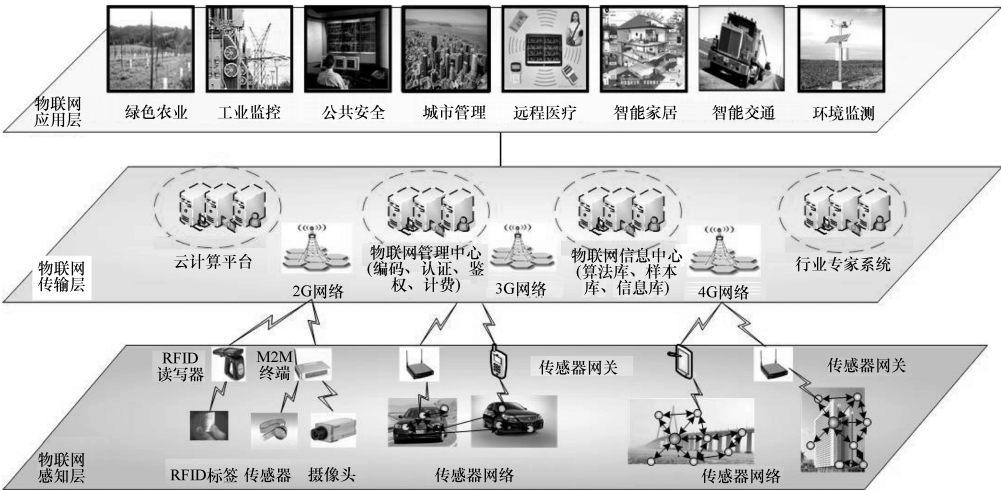 物联网
应用层
绿色农业
工业监控
公共安全
城市管理
远程医疗
智能家居
智能交通
环境监测
物联网
传输层
云计算平台
2G网络
物联网管理中心
(编码、认证、鉴
权、计费)
3G网络
物联网信息中心
(算法库、样本
库、信息库)
4G网络
行业专家系统
物联网
感知层
RFID
读写器
M2M
终端
传感器网关
传感器网关
RFID标签
传感器
摄像头
传感器网络
传感器网络